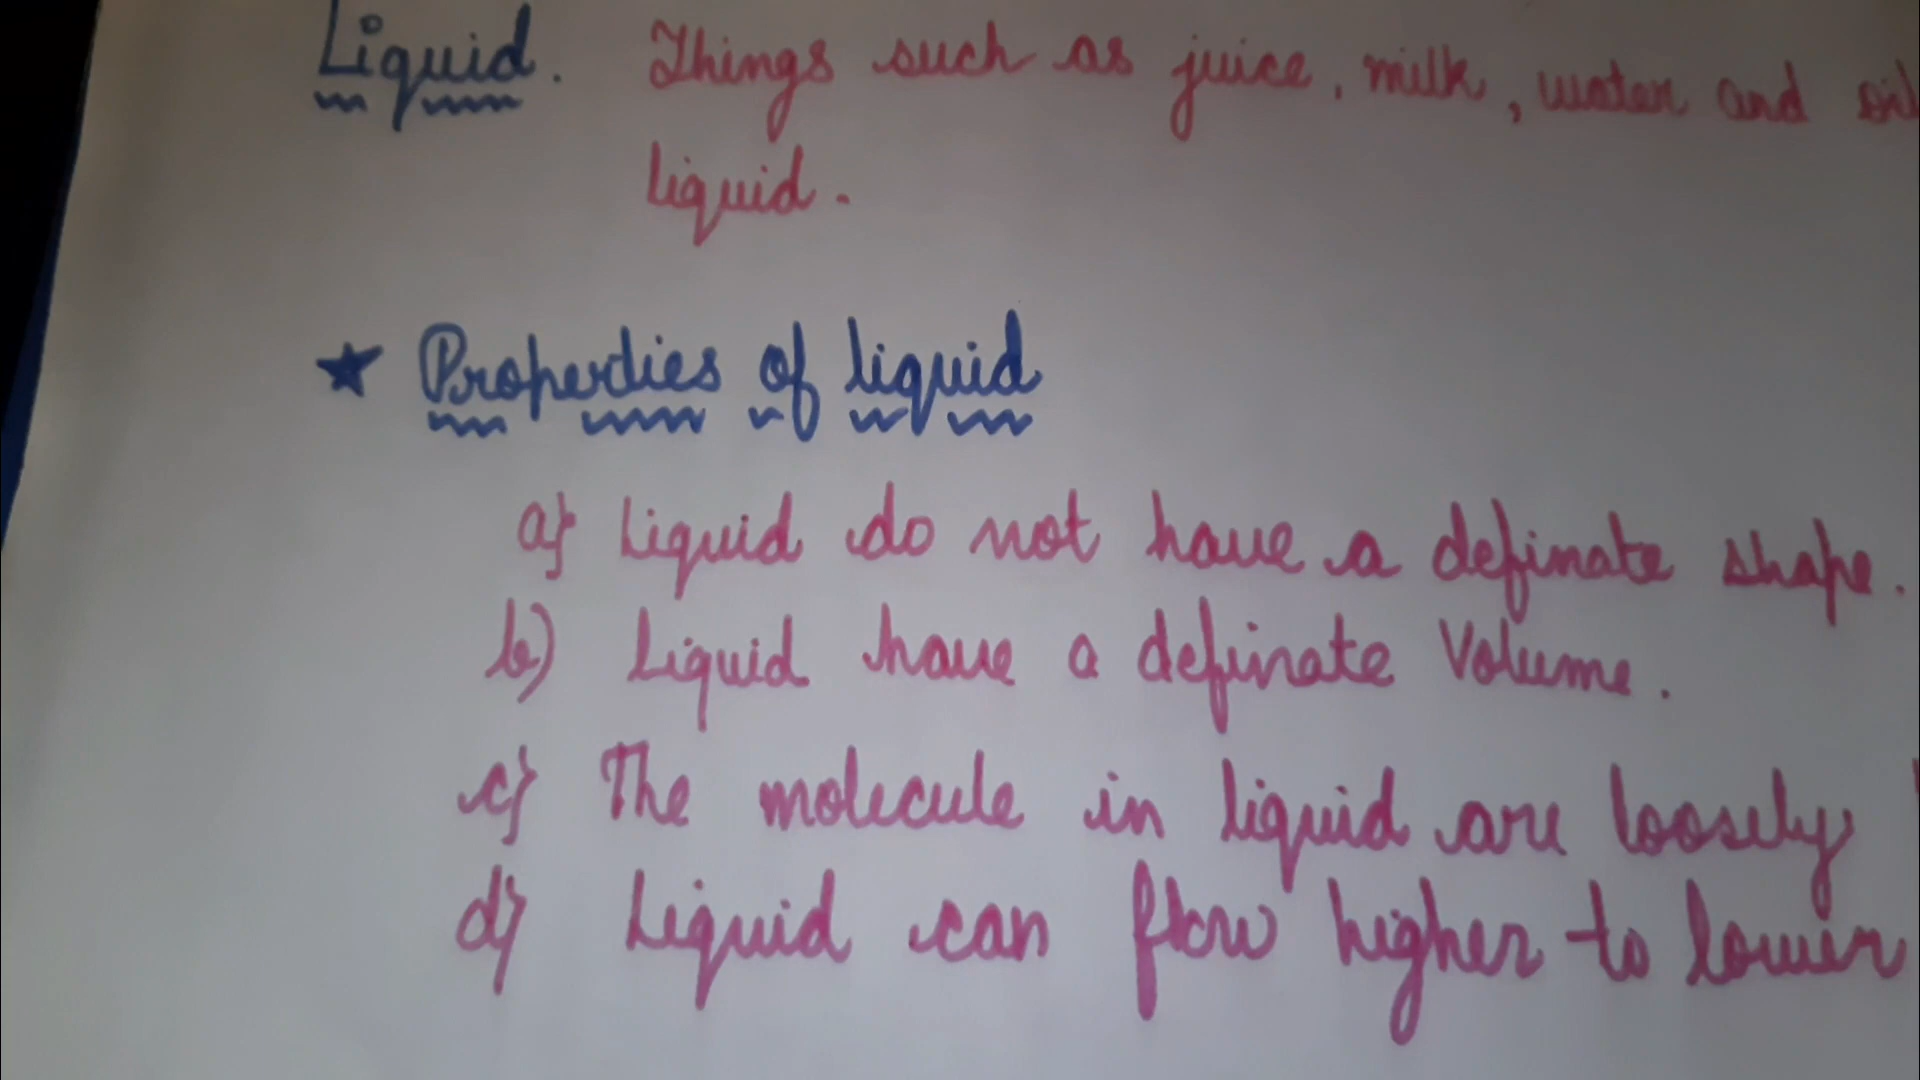 Liquid. Things such as juice, milk, water and oil
liquid.
★ Properties of liquid
a) Liquid do not have a definate shape.
b) Liquid have a definate Volume.
c) The molecule in liquid are loosely
d) Liquid can flow higher to lower